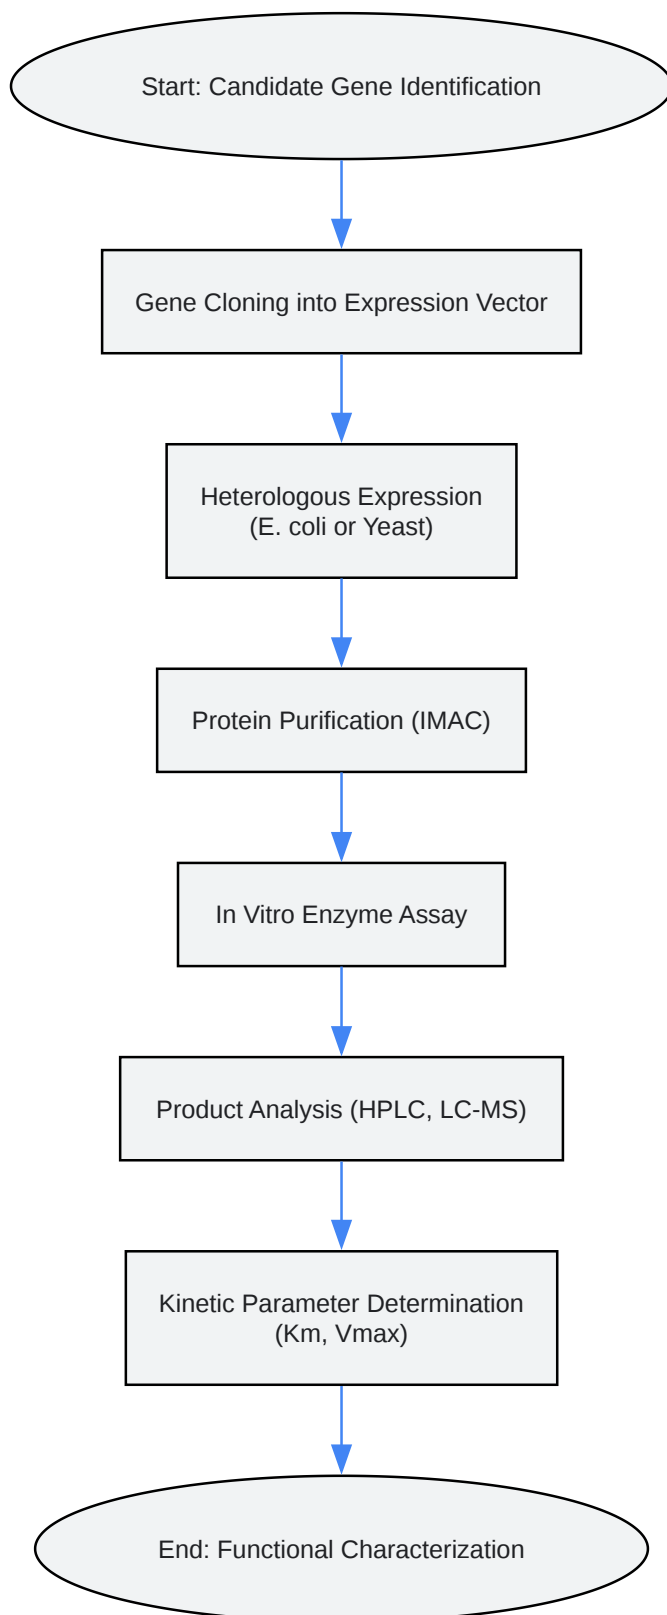 Start: Candidate Gene Identification
Gene Cloning into Expression Vector
Heterologous Expression
(E. coli or Yeast)
Protein Purification (IMAC)
In Vitro Enzyme Assay
Product Analysis (HPLC, LC-MS)
Kinetic Parameter Determination
(Km, Vmax)
End: Functional Characterization